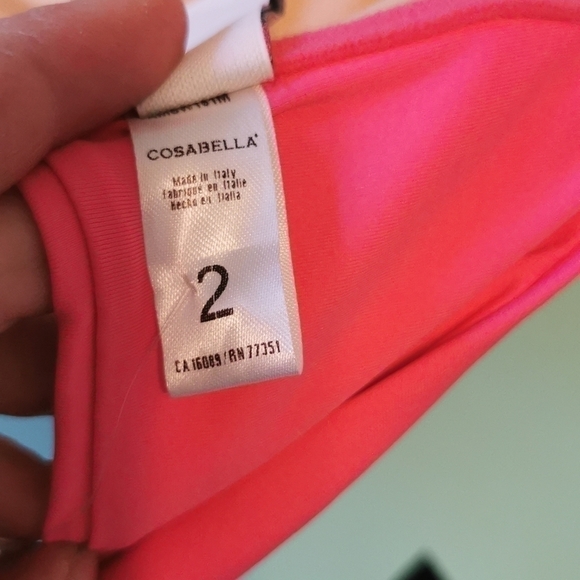 COSABELLA
Made in Italy
fabriqué en Italie
Hecho en Italia
2
CA 16089/RN 77351